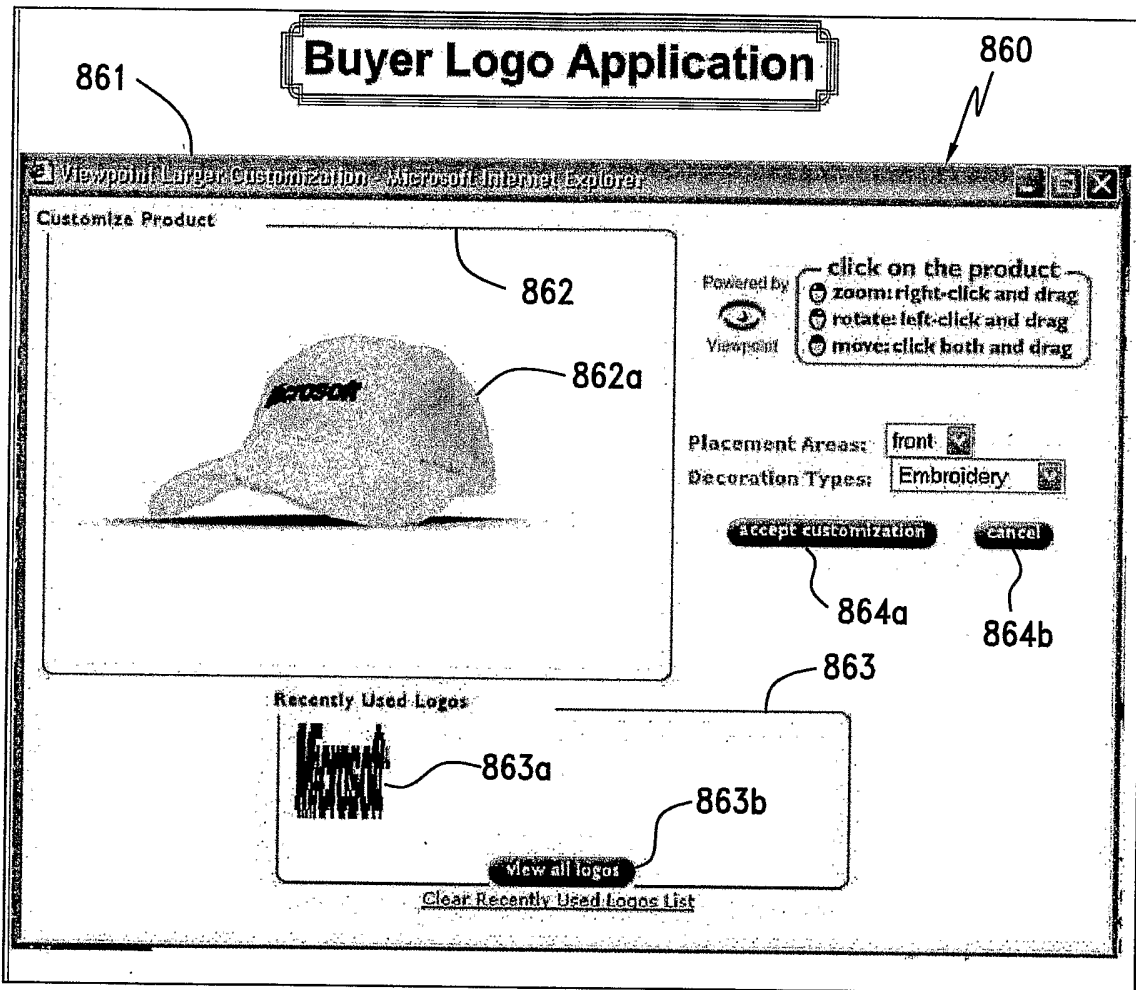 Buyer Logo Application
860
861
Viewpoint Larger Customization - Microsoft Internet Explorer
Customize Product
862
862a
Microsoft
Powered by
Viewpoint
click on the product
zoom: right-click and drag
rotate: left-click and drag
move: click both and drag
Placement Areas: front
Decoration Types: Embroidery
accept customization cancel
864a
864b
863
Recently Used Logos
863a
863b
view all logos
Clear Recently Used Logos List